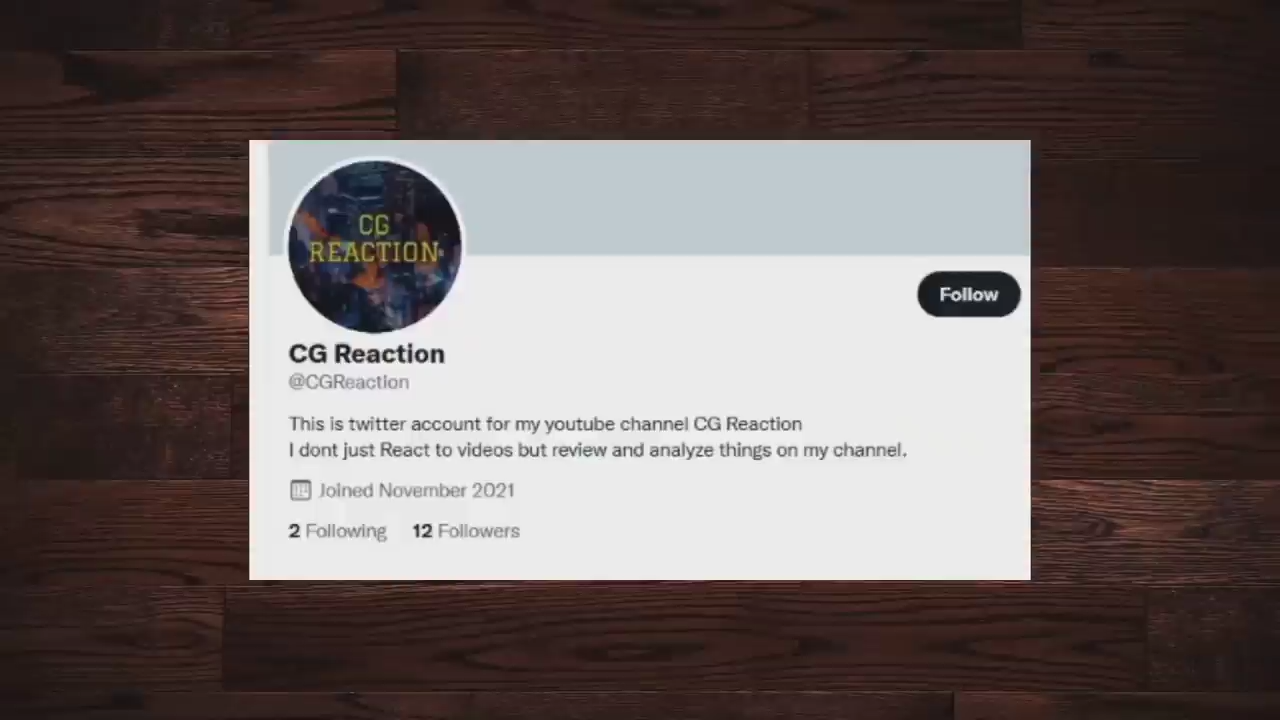 CG
REACTION
Follow
CG Reaction
@CGReaction
This is twitter account for my youtube channel CG Reaction
I dont just React to videos but review and analyze things on my channel.
Joined November 2021
2 Following 12 Followers